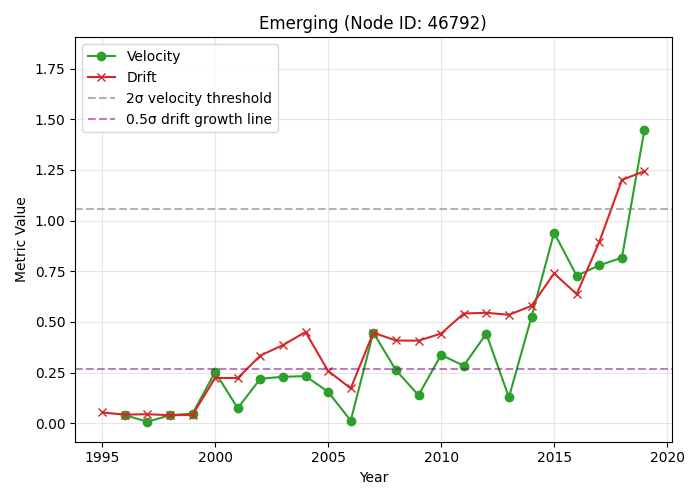 Emerging (Node ID: 46792)
Velocity
Drift
2σ velocity threshold
0.5σ drift growth line
Metric Value
1.75
1.50
1.25
1.00
0.75
0.50
0.25
0.00
1995
2000
2005
2010
2015
2020
Year